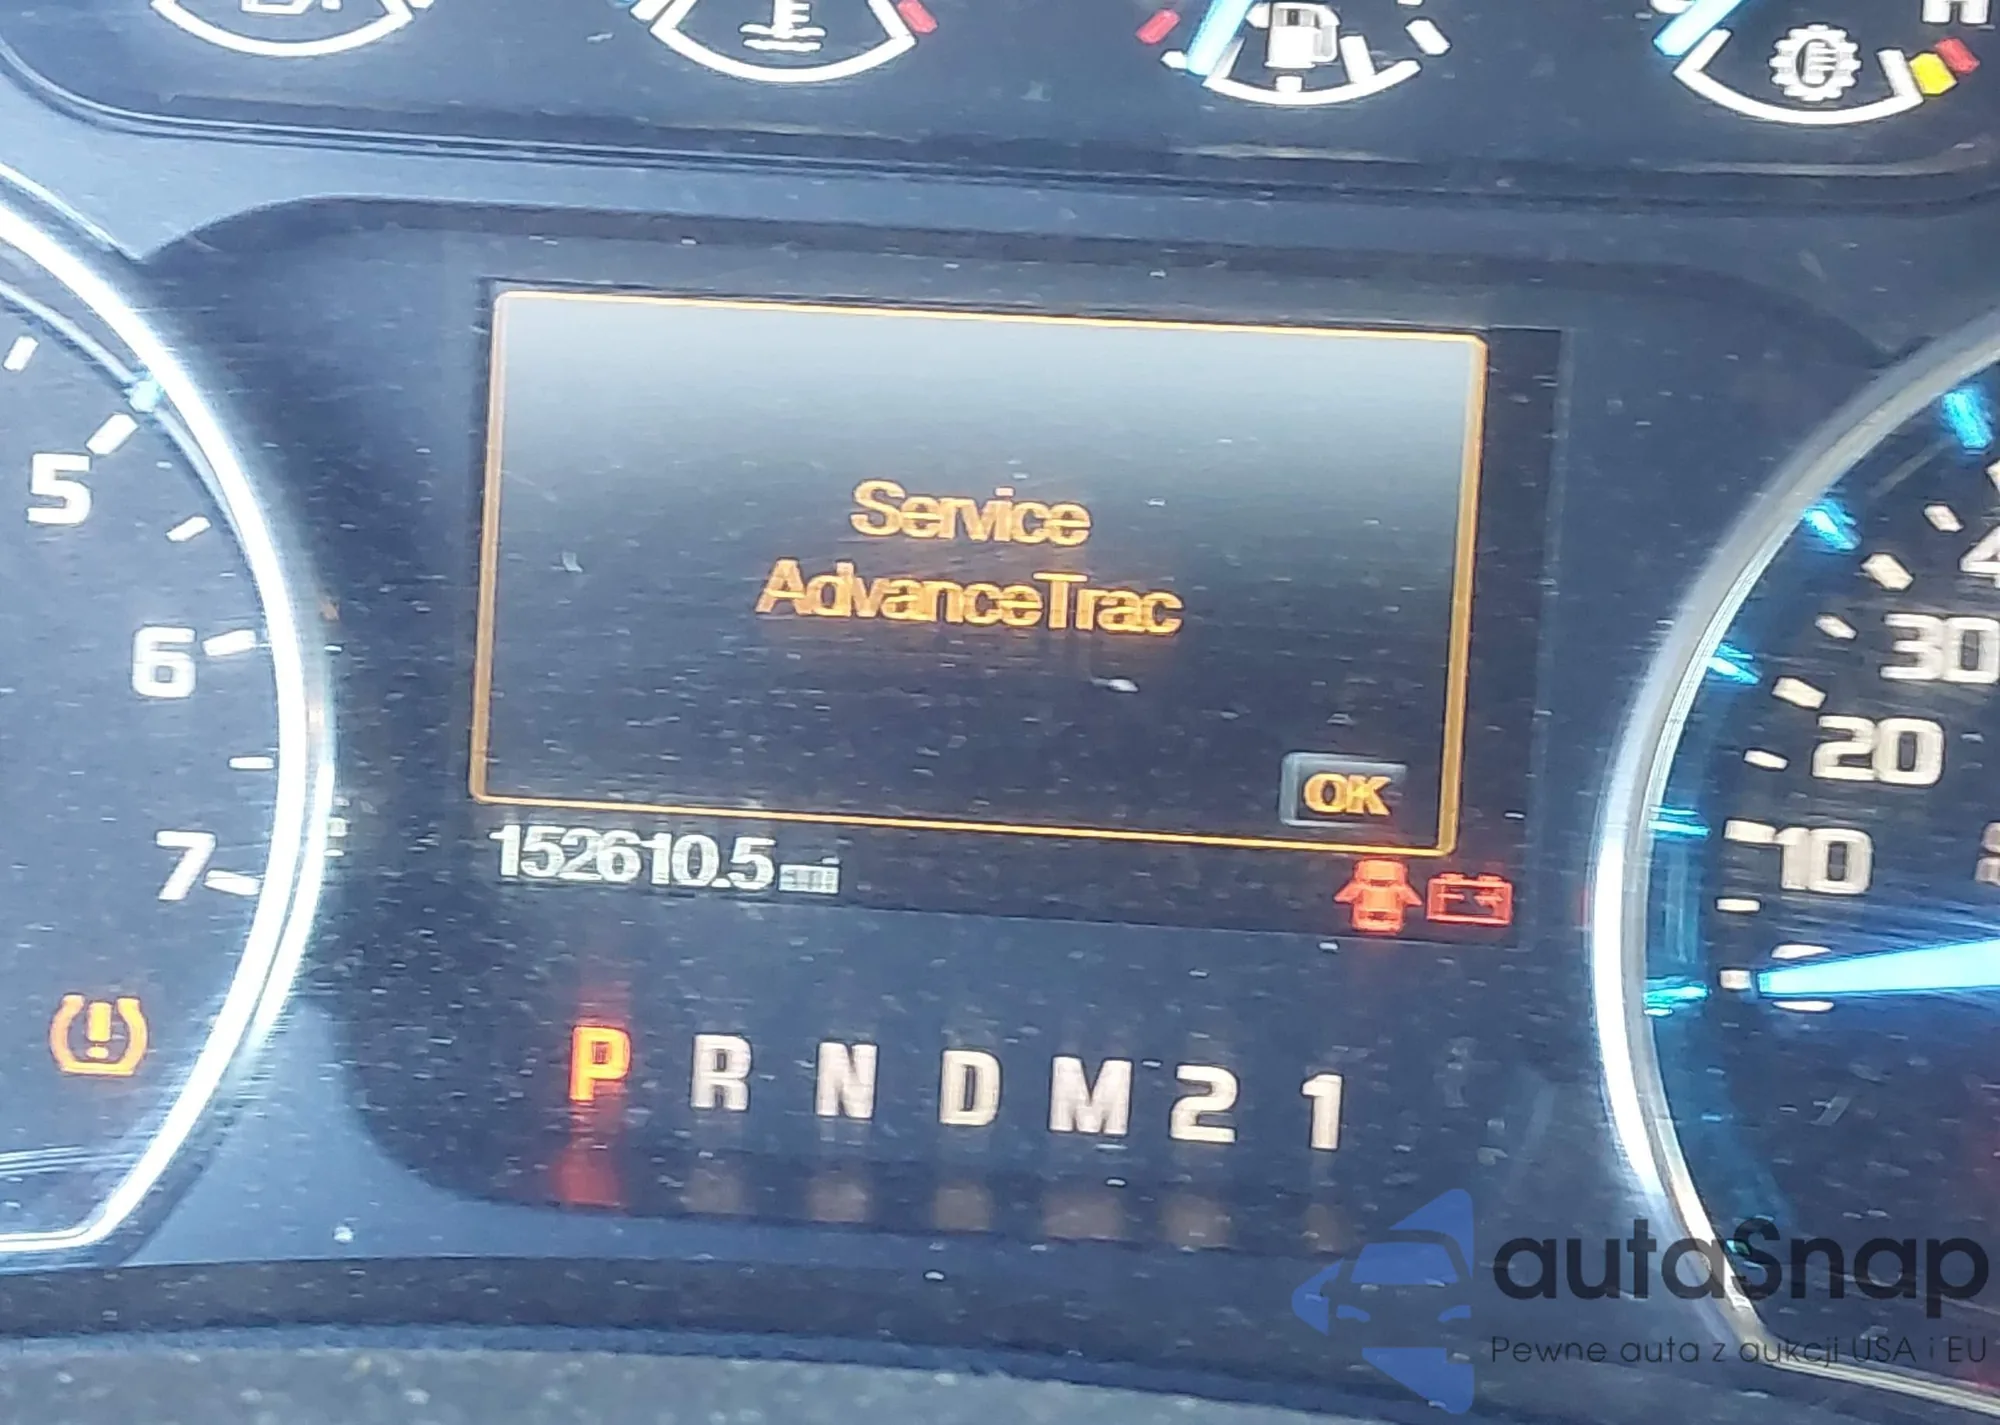 H
5
6
7
Service
AdvanceTrac
OK
152610.5 mi
P R N D M 2 1
4
30
20
10
autaSnap
Pewne auta z aukcji USA i EU